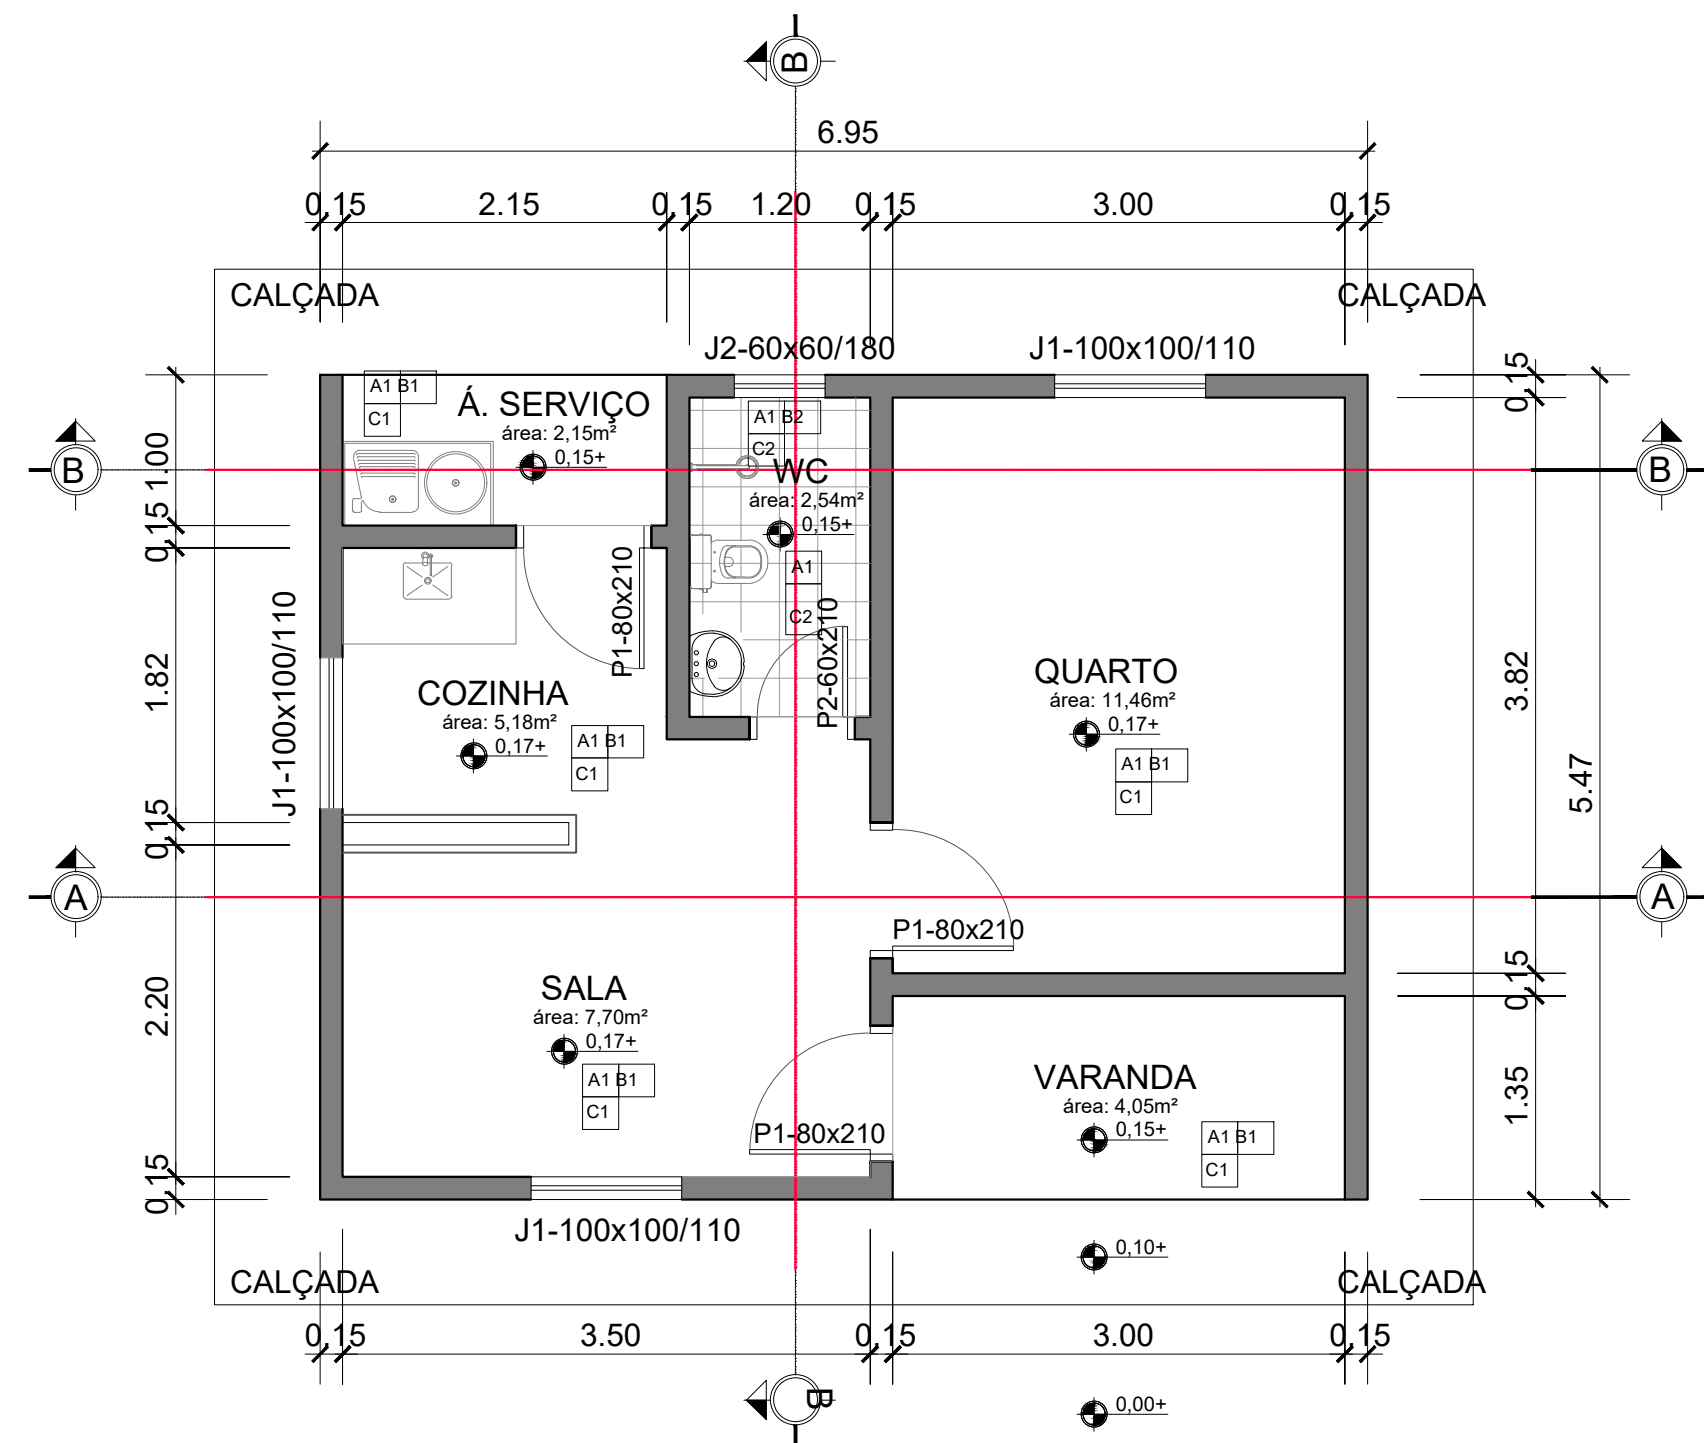 B
6.95
0,15 2.15 0,15 1.20 0,15 3.00 0,15
CALÇADA CALÇADA
J2-60x60/180 J1-100x100/110
A1 B1
C1
Á. SERVIÇO
área: 2,15m²
0,15+
A1 B2
C2
WC
área: 2,54m²
0,15+
A1
C2
P2-60x210
P1-80x210
B B
0,15
1.00
0,15
1.82
0,15
2.20
0,15
J1-100x100/110
COZINHA
área: 5,18m²
0,17+
A1 B1
C1
QUARTO
área: 11,46m²
0,17+
A1 B1
C1
0,15
3.82
0,15
1.35
5.47
A A
P1-80x210
SALA
área: 7,70m²
0,17+
A1 B1
C1
P1-80x210
VARANDA
área: 4,05m²
0,15+
A1 B1
C1
J1-100x100/110
0,10+
CALÇADA CALÇADA
0,15 3.50 0,15 3.00 0,15
B
0,00+